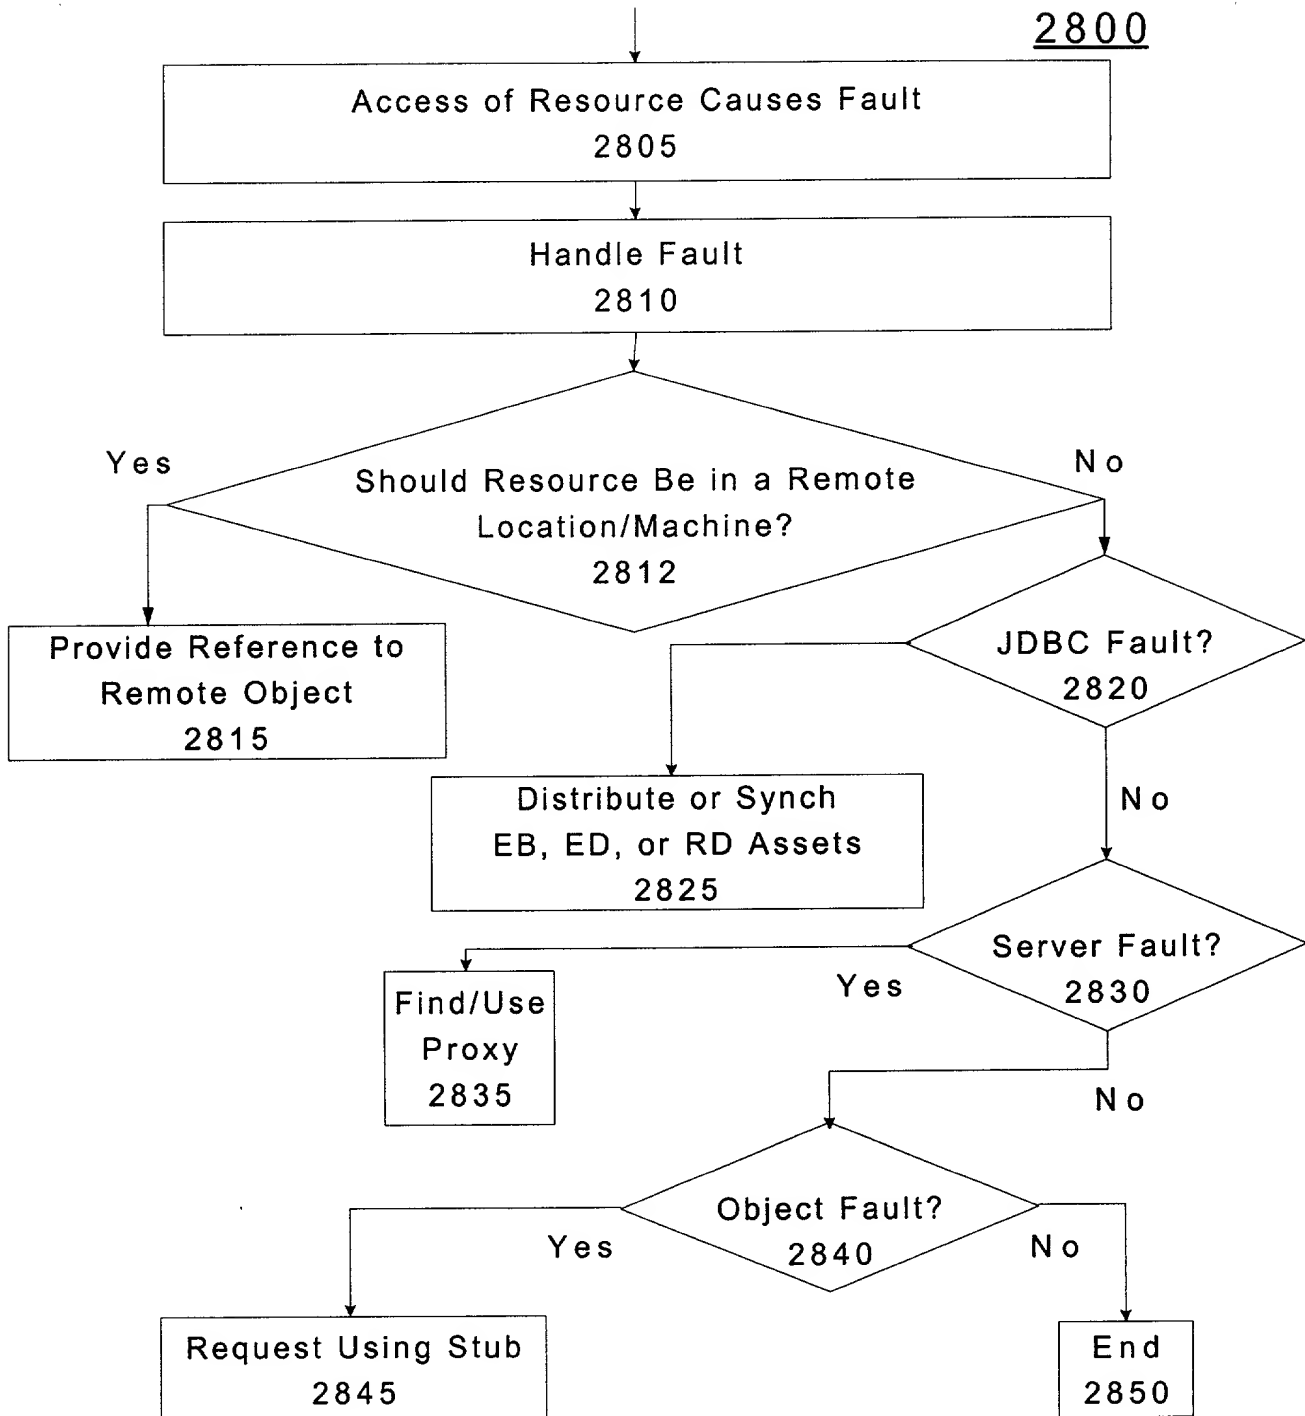 2800
Access of Resource Causes Fault
2805
Handle Fault
2810
Yes
No
Should Resource Be in a Remote
Location/Machine?
2812
Provide Reference to
Remote Object
2815
JDBC Fault?
2820
Distribute or Synch
EB, ED, or RD Assets
2825
No
Server Fault?
2830
Yes
Find/Use
Proxy
2835
No
Object Fault?
2840
Yes
No
Request Using Stub
2845
End
2850